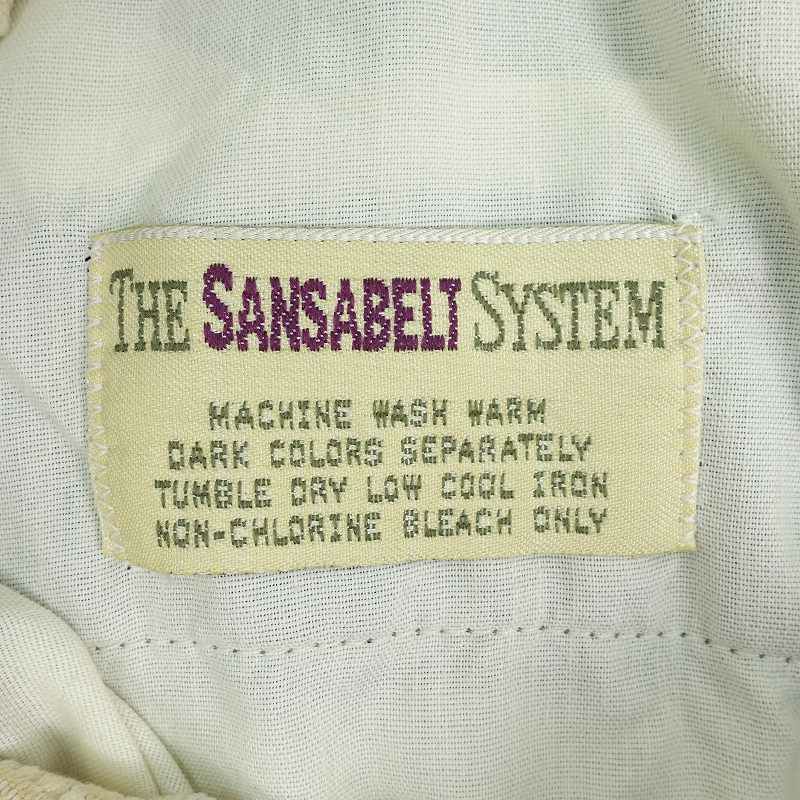 THE SANSABELT SYSTEM
MACHINE WASH WARM
DARK COLORS SEPARATELY
TUMBLE DRY LOW COOL IRON
NON-CHLORINE BLEACH ONLY